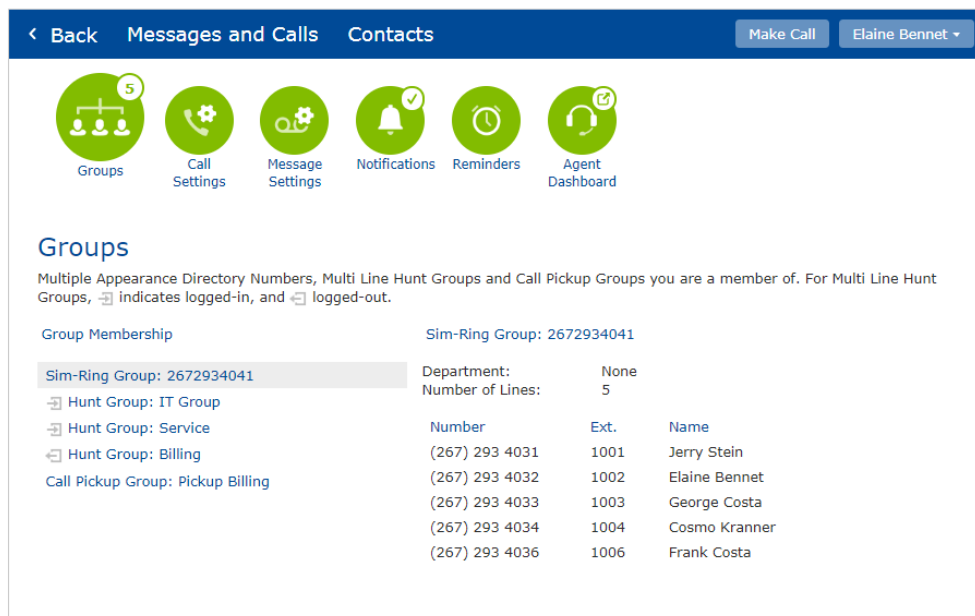 Back Messages and Calls Contacts Make Call Elaine Bennet
5
Groups
Call
Settings
Message
Settings
Notifications
Reminders
Agent
Dashboard
Groups
Multiple Appearance Directory Numbers, Multi Line Hunt Groups and Call Pickup Groups you are a member of. For Multi Line Hunt
Groups, indicates logged-in, and logged-out.
Group Membership
Sim-Ring Group: 2672934041
Hunt Group: IT Group
Hunt Group: Service
Hunt Group: Billing
Call Pickup Group: Pickup Billing
Sim-Ring Group: 2672934041
Department: None
Number of Lines: 5
Number Ext. Name
(267) 293 4031 1001 Jerry Stein
(267) 293 4032 1002 Elaine Bennet
(267) 293 4033 1003 George Costa
(267) 293 4034 1004 Cosmo Kranner
(267) 293 4036 1006 Frank Costa